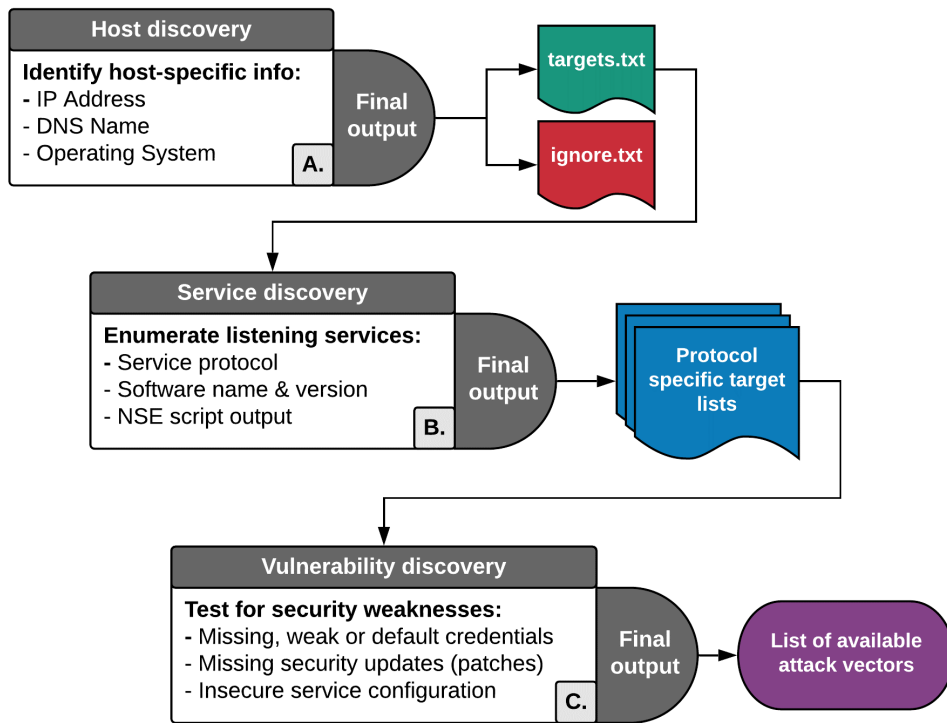 Host discovery
Identify host-specific info:
- IP Address
- DNS Name
- Operating System
A.
Final
output
targets.txt
ignore.txt
Service discovery
Enumerate listening services:
- Service protocol
- Software name & version
- NSE script output
B.
Final
output
Protocol
specific target
lists
Vulnerability discovery
Test for security weaknesses:
- Missing, weak or default credentials
- Missing security updates (patches)
- Insecure service configuration
C.
Final
output
List of available
attack vectors